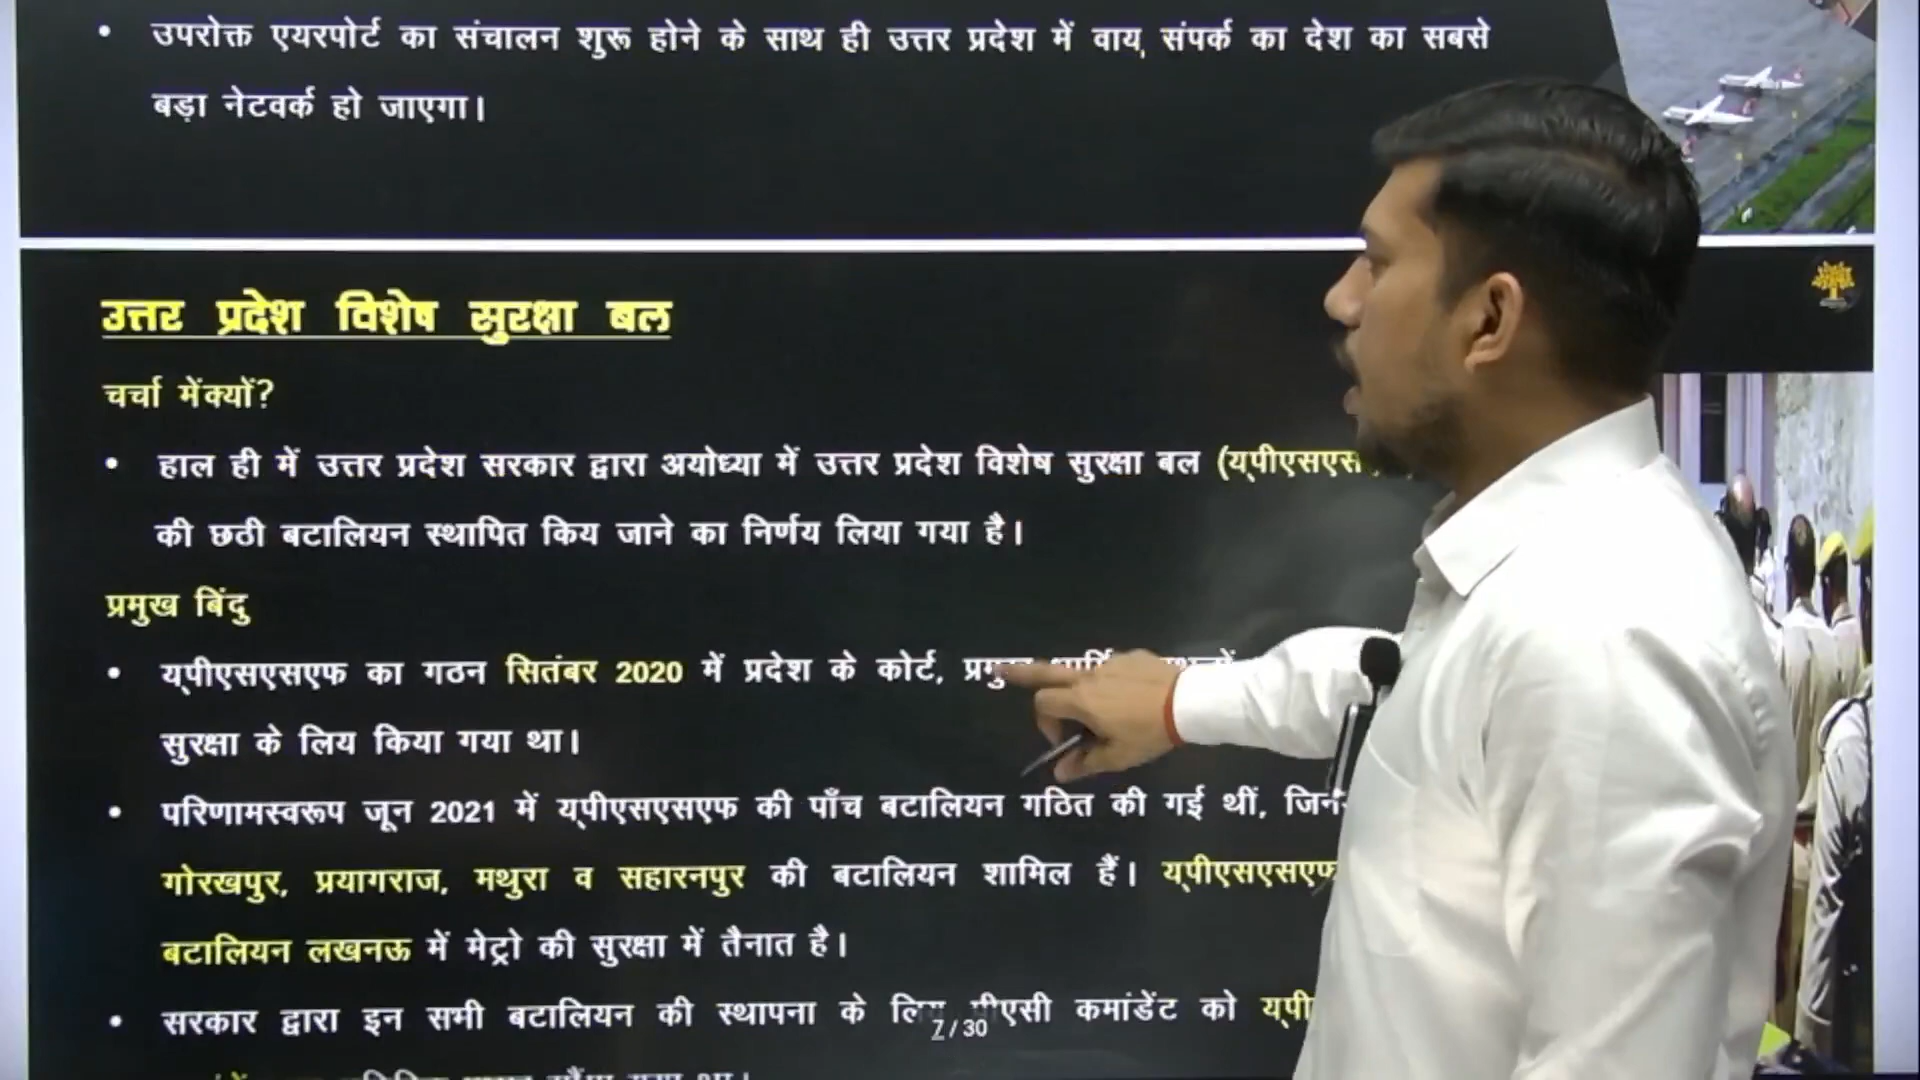 • उपरोक्त एयरपोर्ट का संचालन शुरू होने के साथ ही उत्तर प्रदेश में वायु संपर्क का देश का सबसे
बड़ा नेटवर्क हो जाएगा।
उत्तर प्रदेश विशेष सुरक्षा बल
चर्चा मेंक्यों?
• हाल ही में उत्तर प्रदेश सरकार द्वारा अयोध्या में उत्तर प्रदेश विशेष सुरक्षा बल
की छठी बटालियन स्थापित किय जाने का निर्णय लिया गया है।
प्रमुख बिंदु
• यूपीएसएसएफ का गठन सितंबर 2020 में प्रदेश के कोर्ट,
सुरक्षा के लिय किया गया था।
• परिणामस्वरूप जून 2021 में यूपीएसएसएफ की पाँच बटालियन गठित की गई थीं,
गोरखपुर, प्रयागराज, मथुरा व सहारनपुर की बटालियन शामिल हैं। यूपीएसएसएफ
बटालियन लखनऊ में मेट्रो की सुरक्षा में तैनात है।
• सरकार द्वारा इन सभी बटालियन की स्थापना के पीएसी कमांडेंट को
7 / 30